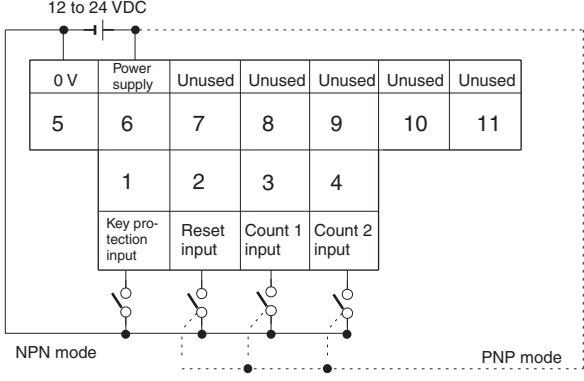 12 to 24 VDC
0 V
Power
supply
Unused
Unused
Unused
Unused
Unused
5
6
7
8
9
10
11
1
2
3
4
Key pro-
tection
input
Reset
input
Count 1
input
Count 2
input
NPN mode
PNP mode